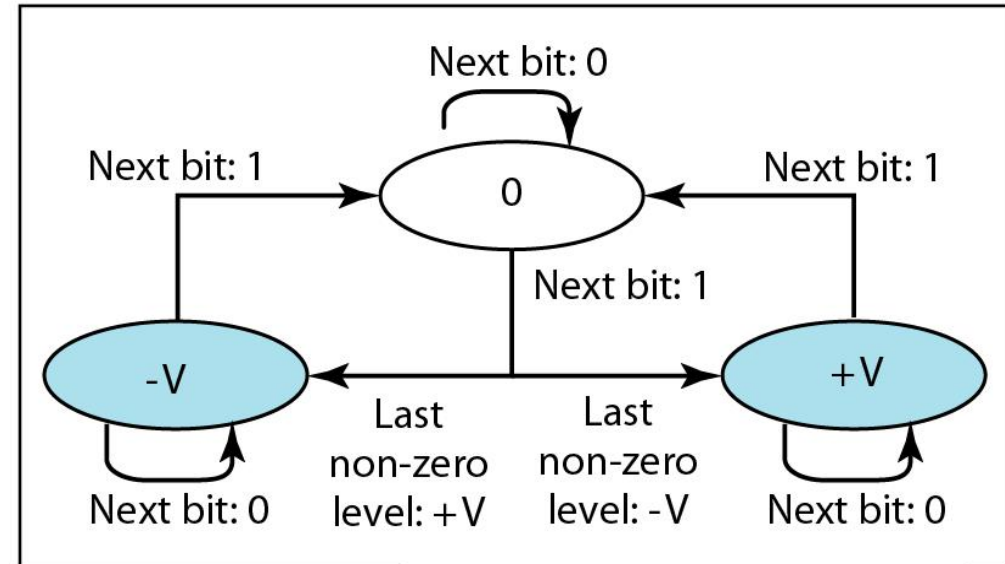 Next bit: 0
Next bit: 1
Next bit: 1
0
Next bit: 1
-V
+V
Last
non-zero
level: +V
Last
non-zero
level: -V
Next bit: 0
Next bit: 0